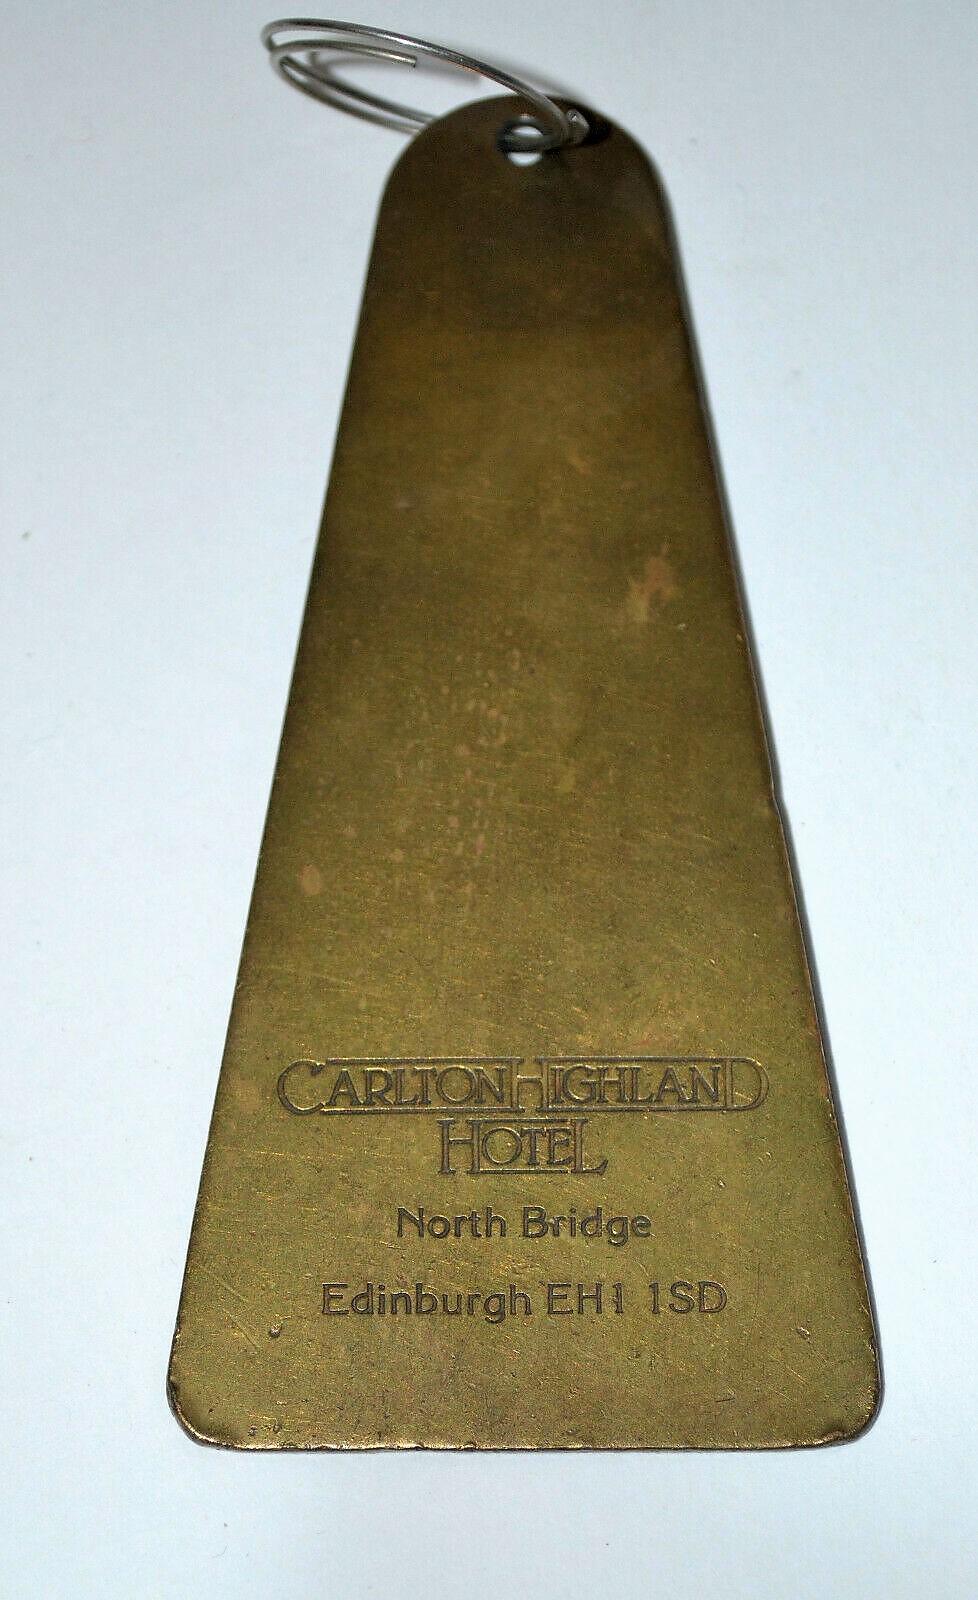 CARLTON HIGHLAND
HOTEL
North Bridge
Edinburgh EH1 1SD